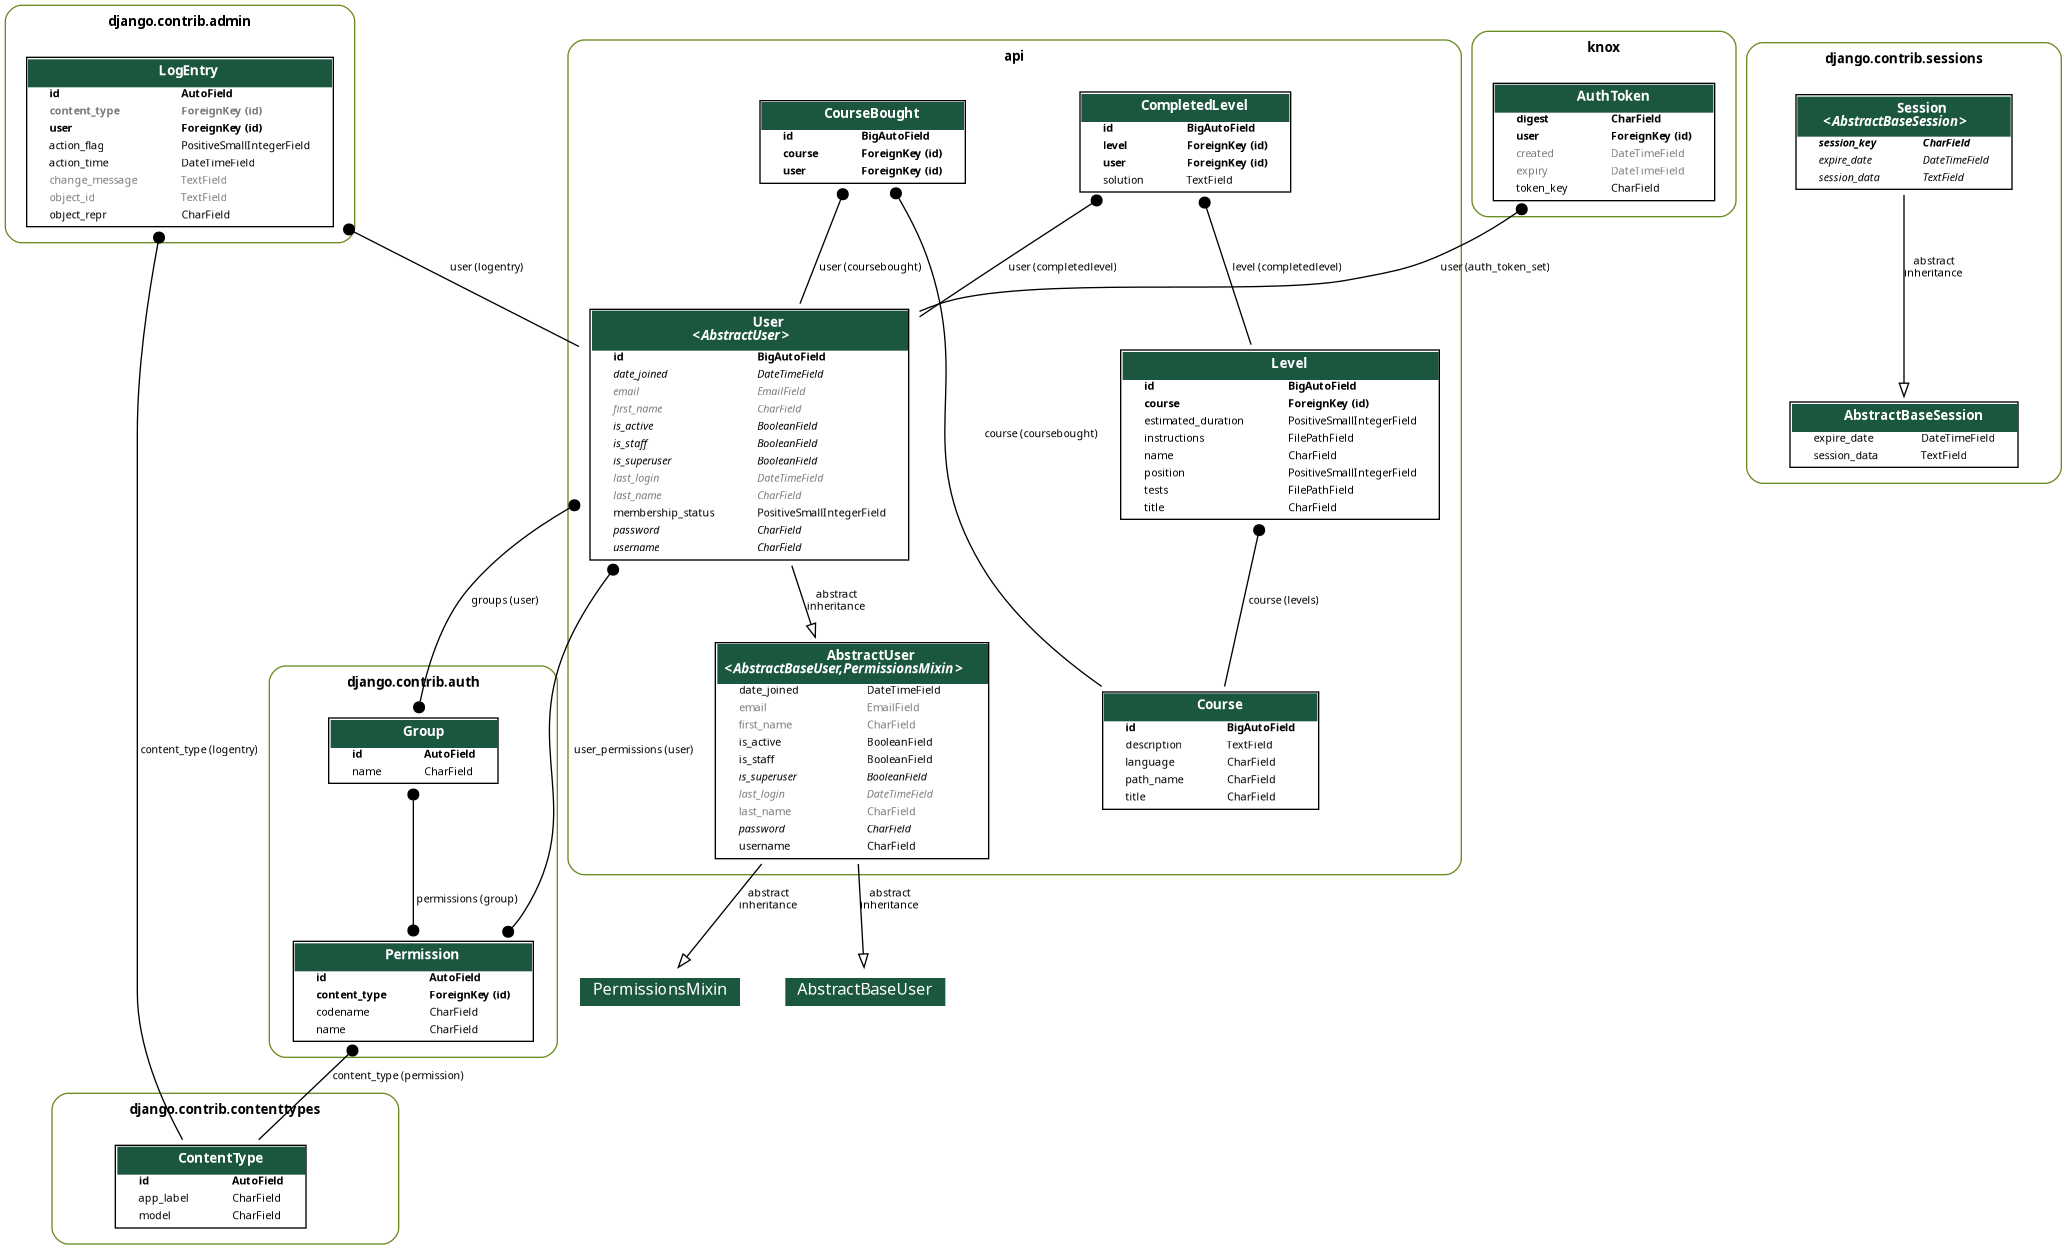 django.contrib.admin
LogEntry
id AutoField
content_type ForeignKey (id)
user ForeignKey (id)
action_flag PositiveSmallIntegerField
action_time DateTimeField
change_message TextField
object_id TextField
object_repr CharField
api
CourseBought
id BigAutoField
course ForeignKey (id)
user ForeignKey (id)
CompletedLevel
id BigAutoField
level ForeignKey (id)
user ForeignKey (id)
solution TextField
knox
AuthToken
digest CharField
user ForeignKey (id)
created DateTimeField
expiry DateTimeField
token_key CharField
django.contrib.sessions
Session
<AbstractBaseSession>
session_key CharField
expire_date DateTimeField
session_data TextField
user (logentry)
user (coursebought)
user (completedlevel)
level (completedlevel)
user (auth_token_set)
abstract
inheritance
User
<AbstractUser>
id BigAutoField
date_joined DateTimeField
email EmailField
first_name CharField
is_active BooleanField
is_staff BooleanField
is_superuser BooleanField
last_login DateTimeField
last_name CharField
membership_status PositiveSmallIntegerField
password CharField
username CharField
course (coursebought)
Level
id BigAutoField
course ForeignKey (id)
estimated_duration PositiveSmallIntegerField
instructions FilePathField
name CharField
position PositiveSmallIntegerField
tests FilePathField
title CharField
AbstractBaseSession
expire_date DateTimeField
session_data TextField
groups (user)
abstract
inheritance
course (levels)
django.contrib.auth
Group
id AutoField
name CharField
content_type (logentry)
user_permissions (user)
AbstractUser
<AbstractBaseUser,PermissionsMixin>
date_joined DateTimeField
email EmailField
first_name CharField
is_active BooleanField
is_staff BooleanField
is_superuser BooleanField
last_login DateTimeField
last_name CharField
password CharField
username CharField
Course
id BigAutoField
description TextField
language CharField
path_name CharField
title CharField
permissions (group)
abstract
inheritance
abstract
inheritance
Permission
id AutoField
content_type ForeignKey (id)
codename CharField
name CharField
PermissionsMixin
AbstractBaseUser
content_type (permission)
django.contrib.contenttypes
ContentType
id AutoField
app_label CharField
model CharField